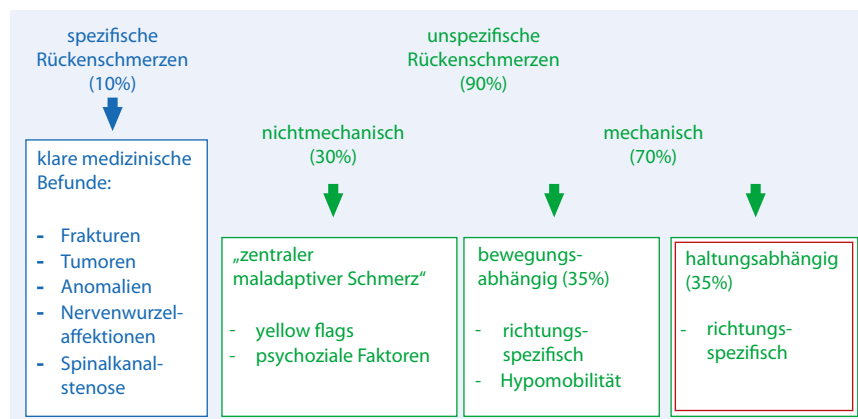 spezifische
Rückenschmerzen
(10%)
unspezifische
Rückenschmerzen
(90%)
nichtmechanisch
(30%)
mechanisch
(70%)
klare medizinische
Befunde:
- Frakturen
- Tumoren
- Anomalien
- Nervenwurzel-
affektionen
- Spinalkanal-
stenose
„zentraler
maladaptiver Schmerz“
- yellow flags
- psychoziale Faktoren
bewegungs-
abhängig (35%)
- richtungs-
spezifisch
- Hypomobilität
haltungsabhängig
(35%)
- richtungs-
spezifisch